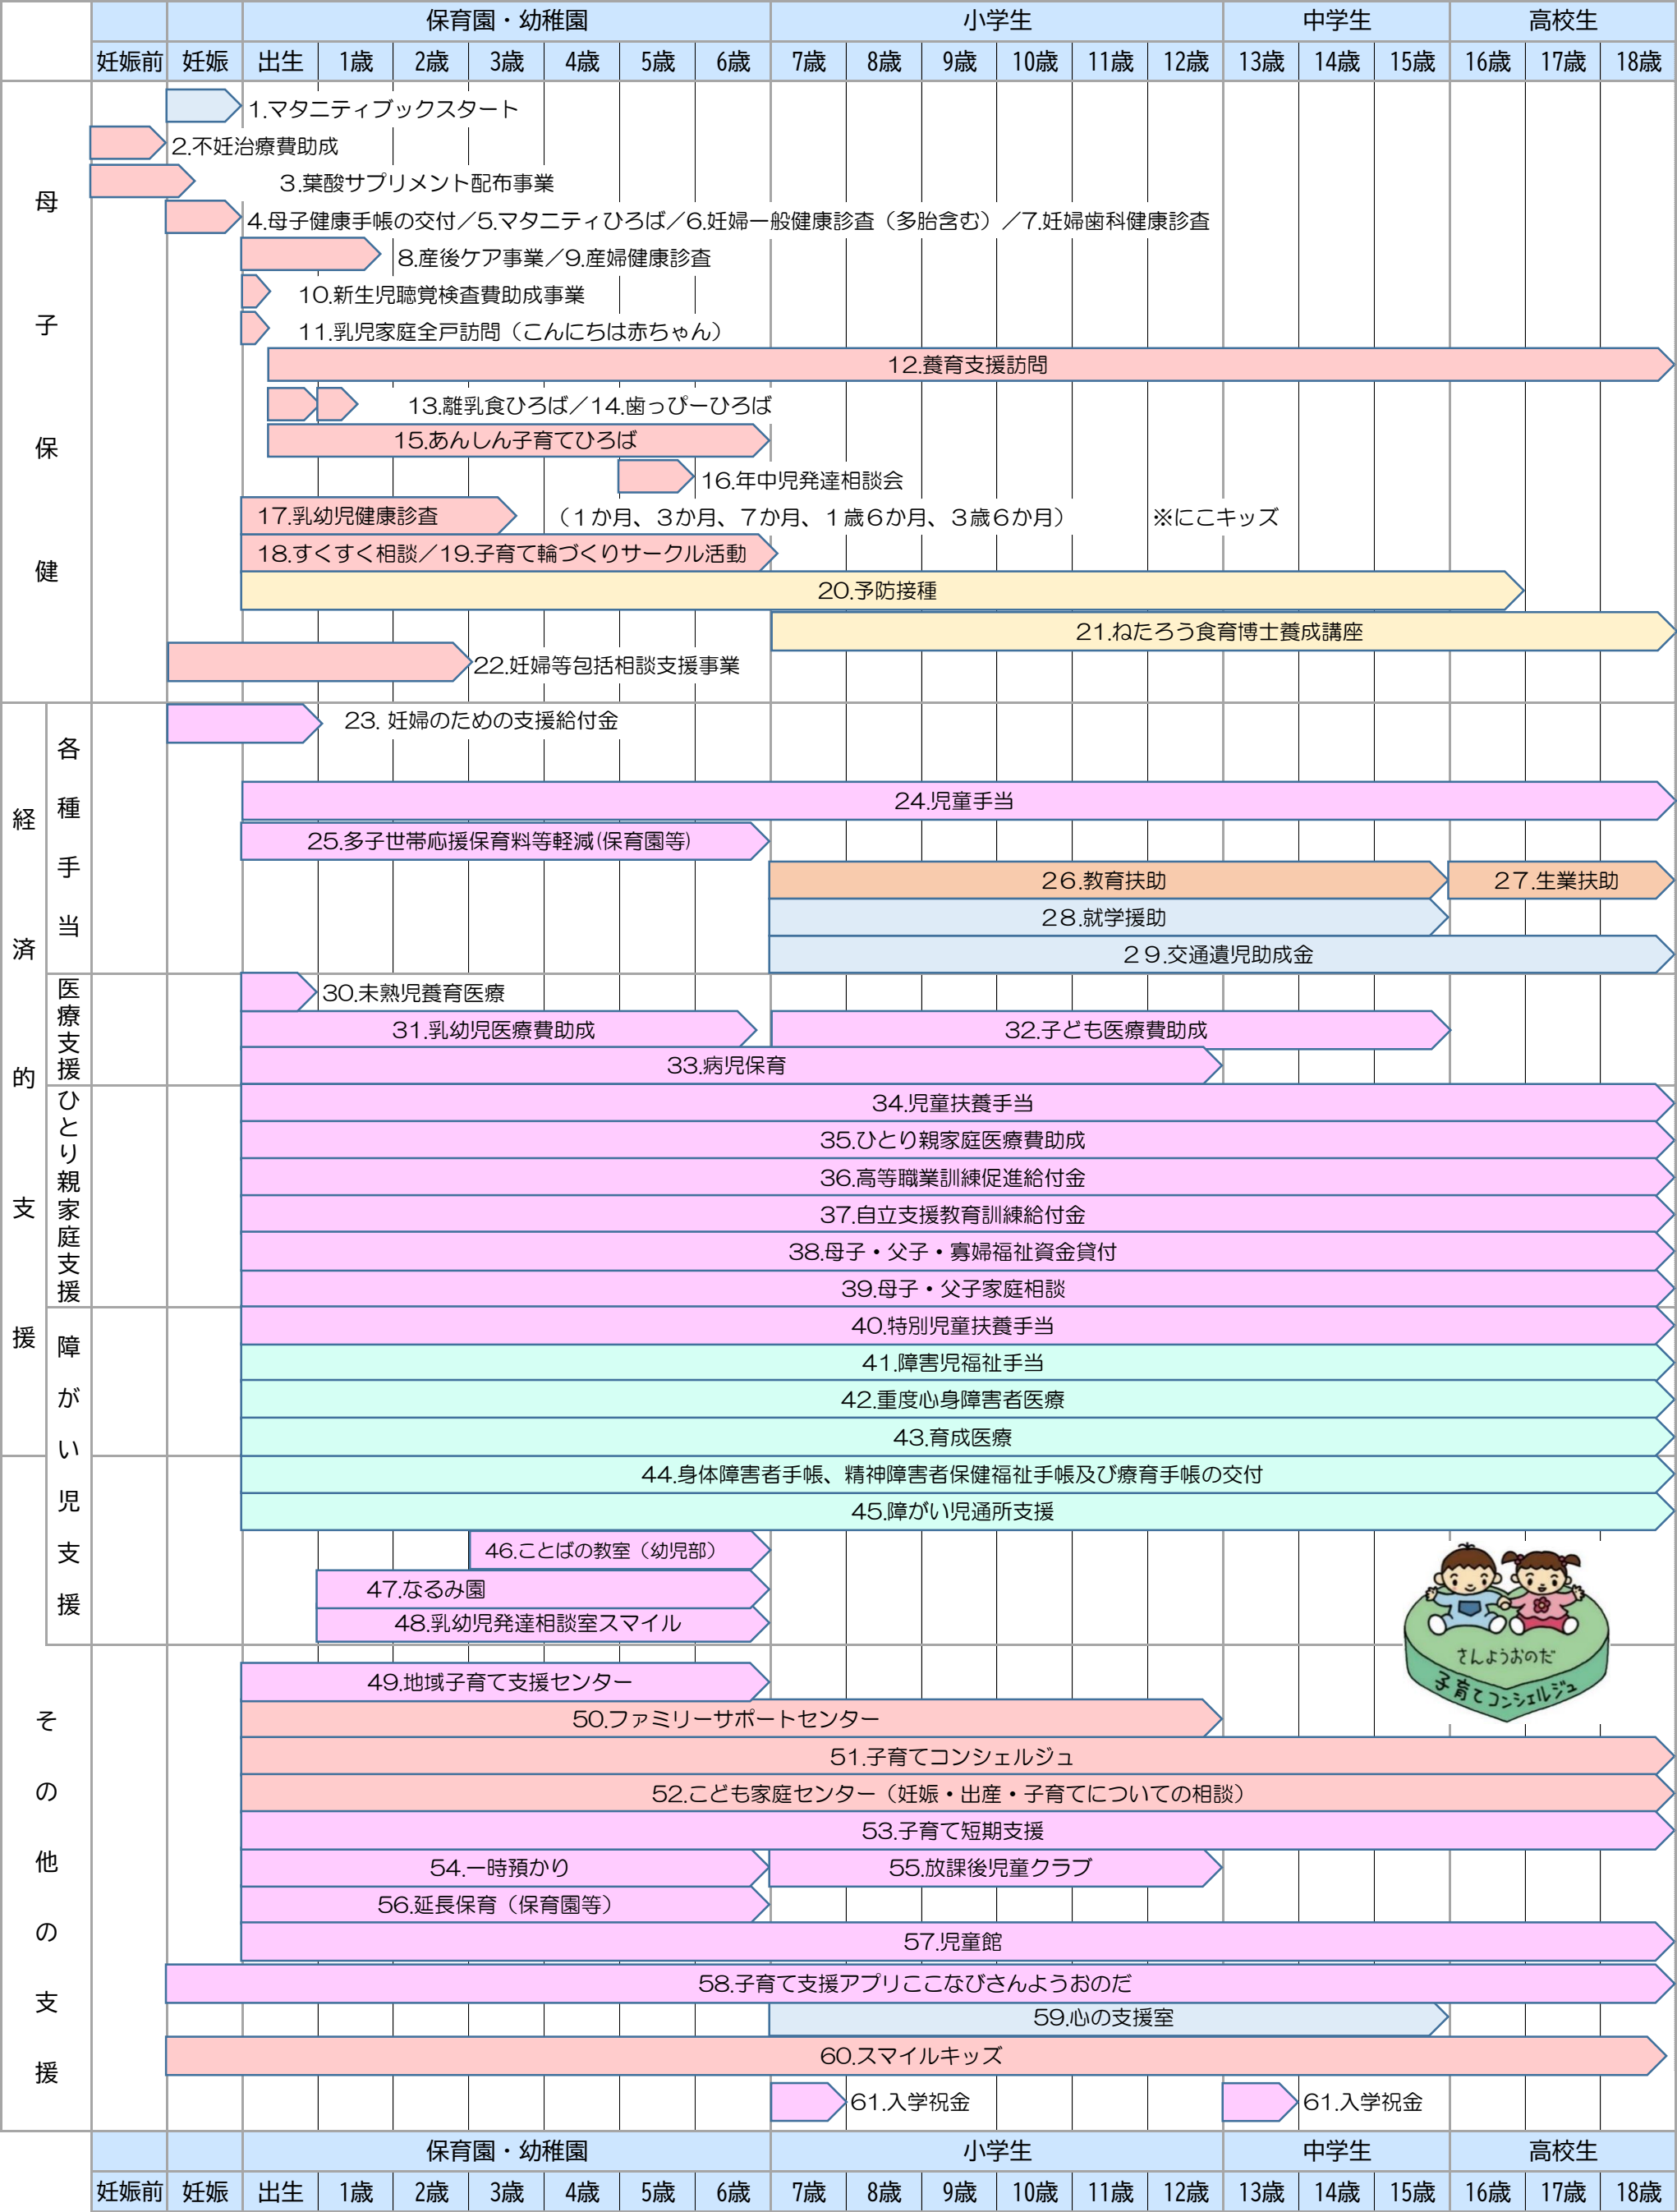 保育園・幼稚園 小学生 中学生 高校生
妊娠前 妊娠 出生 1歳 2歳 3歳 4歳 5歳 6歳 7歳 8歳 9歳 10歳 11歳 12歳 13歳 14歳 15歳 16歳 17歳 18歳
母子保健
1.マタニティブックスタート
2.不妊治療費助成
3.葉酸サプリメント配布事業
4.母子健康手帳の交付／5.マタニティひろば／6.妊婦一般健康診査（多胎含む）／7.妊婦歯科健康診査
8.産後ケア事業／9.産婦健康診査
10.新生児聴覚検査費助成事業
11.乳児家庭全戸訪問（こんにちは赤ちゃん）
12.養育支援訪問
13.離乳食ひろば／14.歯っぴーひろば
15.あんしん子育てひろば
16.年中児発達相談会
17.乳幼児健康診査 （１か月、３か月、７か月、１歳６か月、３歳６か月） ※にこキッズ
18.すくすく相談／19.子育て輪づくりサークル活動
20.予防接種
21.ねたろう食育博士養成講座
22.妊婦等包括相談支援事業
経済的支援
各種手当
23. 妊婦のための支援給付金
24.児童手当
25.多子世帯応援保育料等軽減(保育園等)
２６.教育扶助 ２７.生業扶助
２８.就学援助
２９.交通遺児助成金
医療支援
30.未熟児養育医療
31.乳幼児医療費助成 32.子ども医療費助成
33.病児保育
ひとり親家庭支援
34.児童扶養手当
35.ひとり親家庭医療費助成
36.高等職業訓練促進給付金
37.自立支援教育訓練給付金
38.母子・父子・寡婦福祉資金貸付
39.母子・父子家庭相談
障がい児支援
40.特別児童扶養手当
41.障害児福祉手当
42.重度心身障害者医療
43.育成医療
44.身体障害者手帳、精神障害者保健福祉手帳及び療育手帳の交付
45.障がい児通所支援
46.ことばの教室（幼児部）
47.なるみ園
48.乳幼児発達相談室スマイル
さんようおのだ
子育てコンシェルジュ
その他の支援
49.地域子育て支援センター
50.ファミリーサポートセンター
51.子育てコンシェルジュ
52.こども家庭センター（妊娠・出産・子育てについての相談）
53.子育て短期支援
54.一時預かり 55.放課後児童クラブ
56.延長保育（保育園等）
57.児童館
58.子育て支援アプリここなびさんようおのだ
59.心の支援室
60.スマイルキッズ
61.入学祝金 61.入学祝金
保育園・幼稚園 小学生 中学生 高校生
妊娠前 妊娠 出生 1歳 2歳 3歳 4歳 5歳 6歳 7歳 8歳 9歳 10歳 11歳 12歳 13歳 14歳 15歳 16歳 17歳 18歳